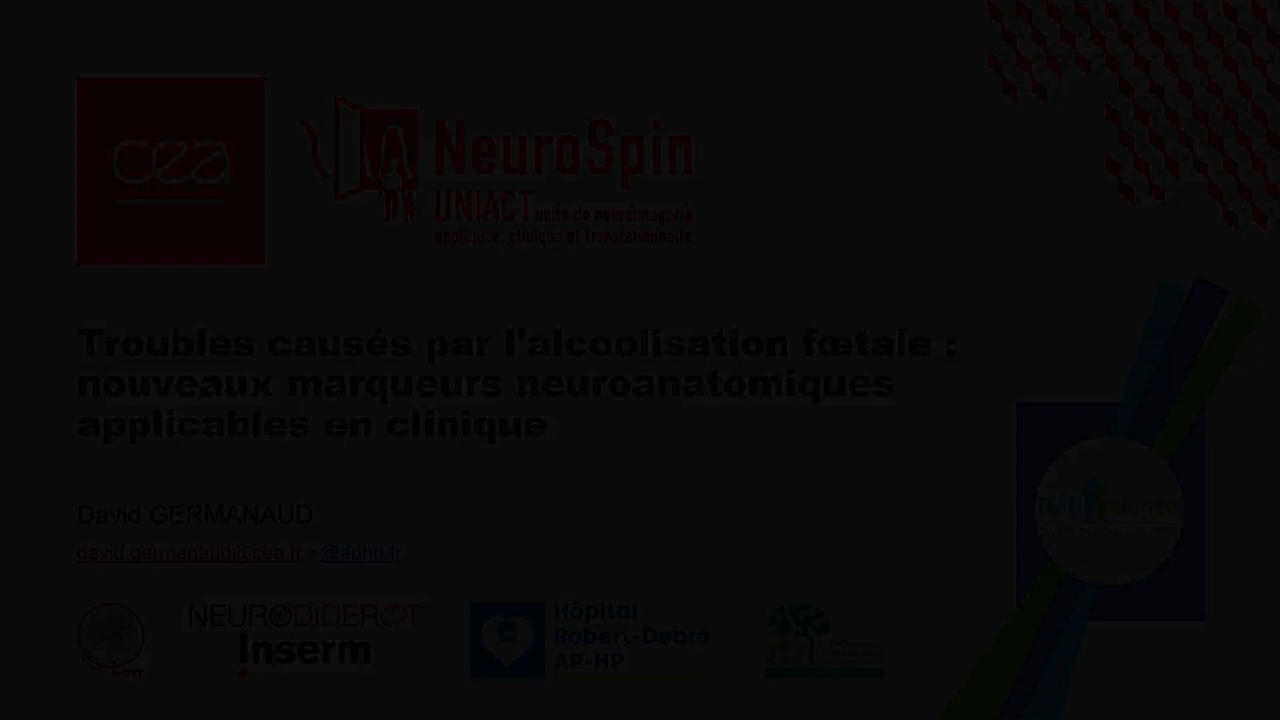 cea
NeuroSpin
UNIACT unité de neuroimagerie
appliquée, clinique et translationnelle
Troubles causés par l'alcoolisation fœtale :
nouveaux marqueurs neuroanatomiques
applicables en clinique
David GERMANAUD
david.germanaud@cea.fr ~@aphp.fr
NEURODIDEROT
Inserm
Hôpital
Robert-Debré
AP-HP